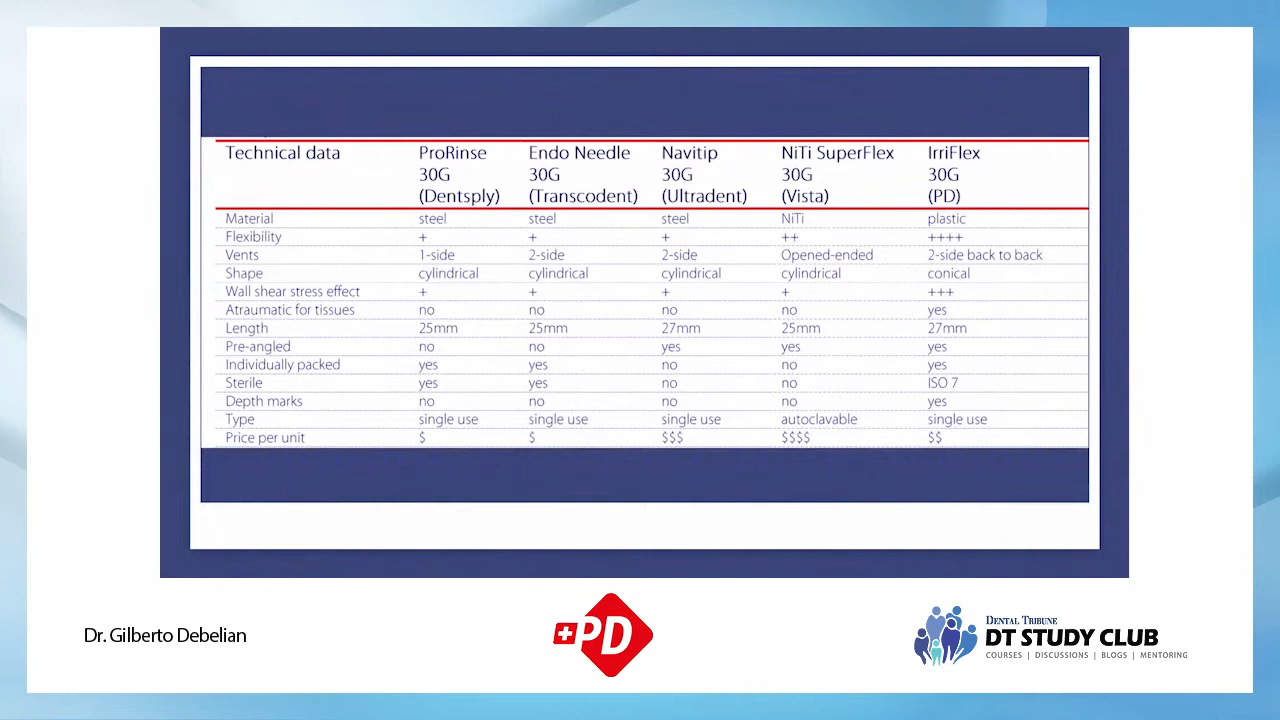 Technical data ProRinse Endo Needle Navitip NiTi SuperFlex IrriFlex
30G 30G 30G 30G 30G
(Dentsply) (Transcodent) (Ultradent) (Vista) (PD)
Material steel steel steel NiTi plastic
Flexibility + + + ++ ++++
Vents 1-side 2-side 2-side Opened-ended 2-side back to back
Shape cylindrical cylindrical cylindrical cylindrical conical
Wall shear stress effect + + + + +++
Atraumatic for tissues no no no no yes
Length 25mm 25mm 27mm 25mm 27mm
Pre-angled no no yes yes yes
Individually packed yes yes no no yes
Sterile yes yes no no ISO 7
Depth marks no no no no yes
Type single use single use single use autoclavable single use
Price per unit $ $ $$$ $$$$ $$
Dr. Gilberto Debelian
PD
DENTAL TRIBUNE
DT STUDY CLUB
COURSES | DISCUSSIONS | BLOGS | MENTORING